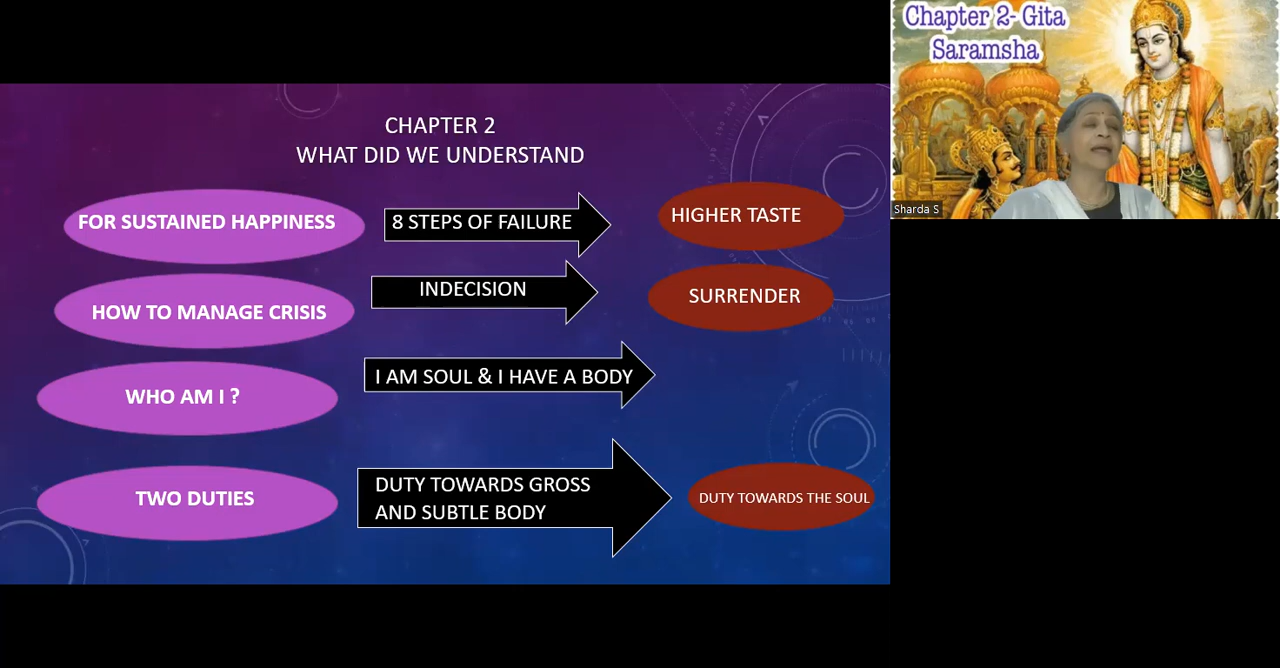 CHAPTER 2
WHAT DID WE UNDERSTAND
FOR SUSTAINED HAPPINESS
8 STEPS OF FAILURE
HIGHER TASTE
HOW TO MANAGE CRISIS
INDECISION
SURRENDER
WHO AM I ?
I AM SOUL & I HAVE A BODY
TWO DUTIES
DUTY TOWARDS GROSS
AND SUBTLE BODY
DUTY TOWARDS THE SOUL
Chapter 2- Gita
Saramsha
Sharda S